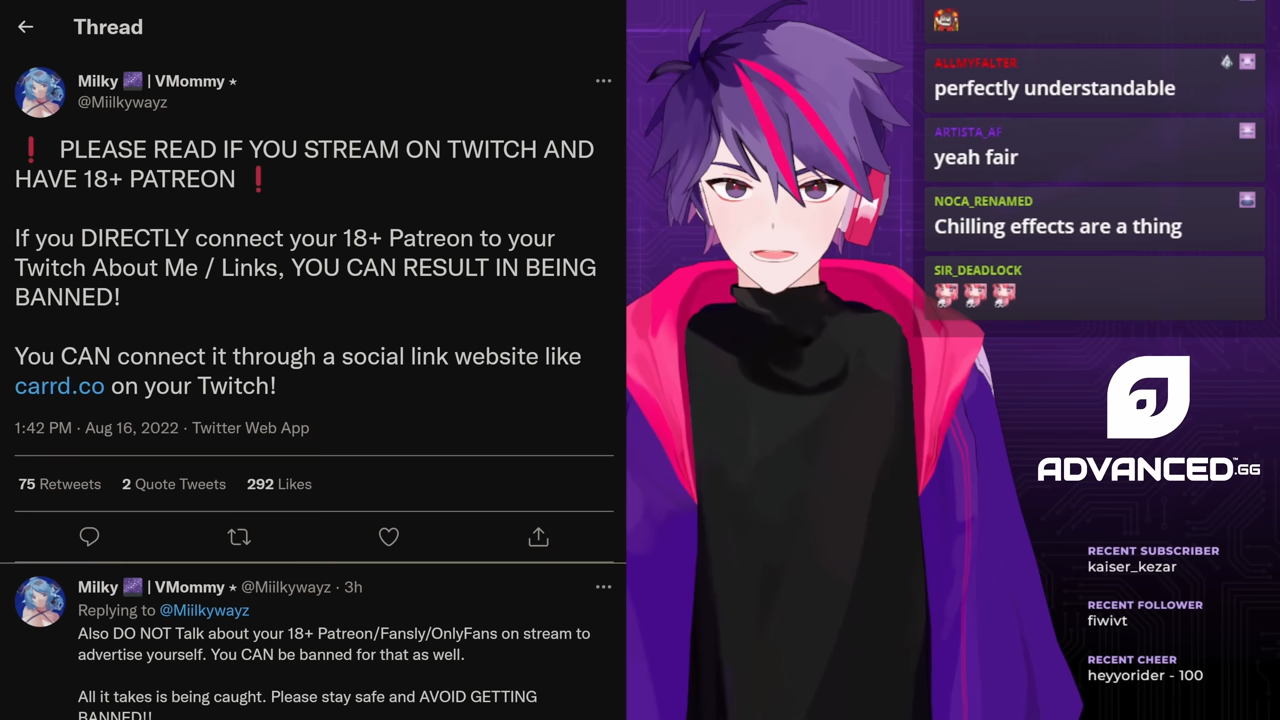 Thread
Milky | VMommy ⋆
@Miilkywayz
❗ PLEASE READ IF YOU STREAM ON TWITCH AND
HAVE 18+ PATREON ❗
If you DIRECTLY connect your 18+ Patreon to your
Twitch About Me / Links, YOU CAN RESULT IN BEING
BANNED!
You CAN connect it through a social link website like
carrd.co on your Twitch!
1:42 PM · Aug 16, 2022 · Twitter Web App
75 Retweets 2 Quote Tweets 292 Likes
Milky | VMommy ⋆ @Miilkywayz · 3h
Replying to @Miilkywayz
Also DO NOT Talk about your 18+ Patreon/Fansly/OnlyFans on stream to
advertise yourself. You CAN be banned for that as well.
All it takes is being caught. Please stay safe and AVOID GETTING
BANNED!!
ALLMYFALTER
perfectly understandable
ARTISTA_AF
yeah fair
NOCA_RENAMED
Chilling effects are a thing
SIR_DEADLOCK
ADVANCED™.GG
RECENT SUBSCRIBER
kaiser_kezar
RECENT FOLLOWER
fiwivt
RECENT CHEER
heyyorider - 100